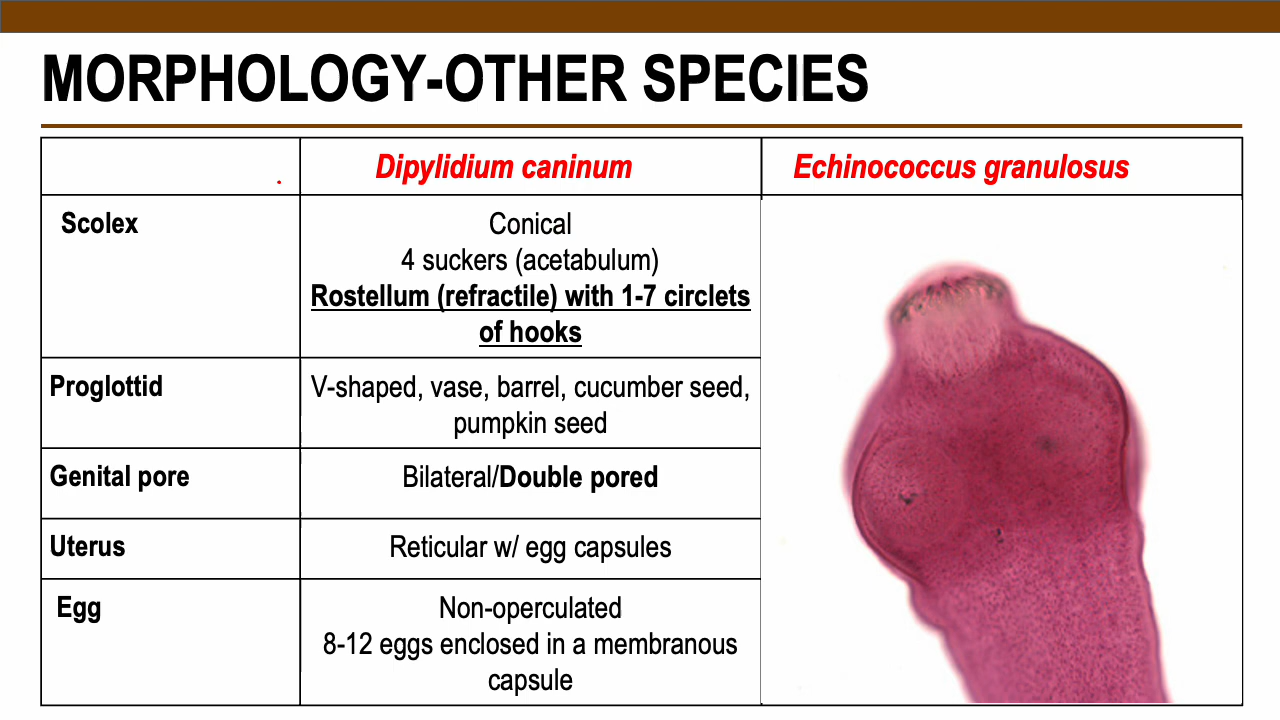 MORPHOLOGY-OTHER SPECIES
Dipylidium caninum
Echinococcus granulosus
Scolex
Conical
4 suckers (acetabulum)
Rostellum (refractile) with 1-7 circlets
of hooks
Proglottid
V-shaped, vase, barrel, cucumber seed,
pumpkin seed
Genital pore
Bilateral/Double pored
Uterus
Reticular w/ egg capsules
Egg
Non-operculated
8-12 eggs enclosed in a membranous
capsule